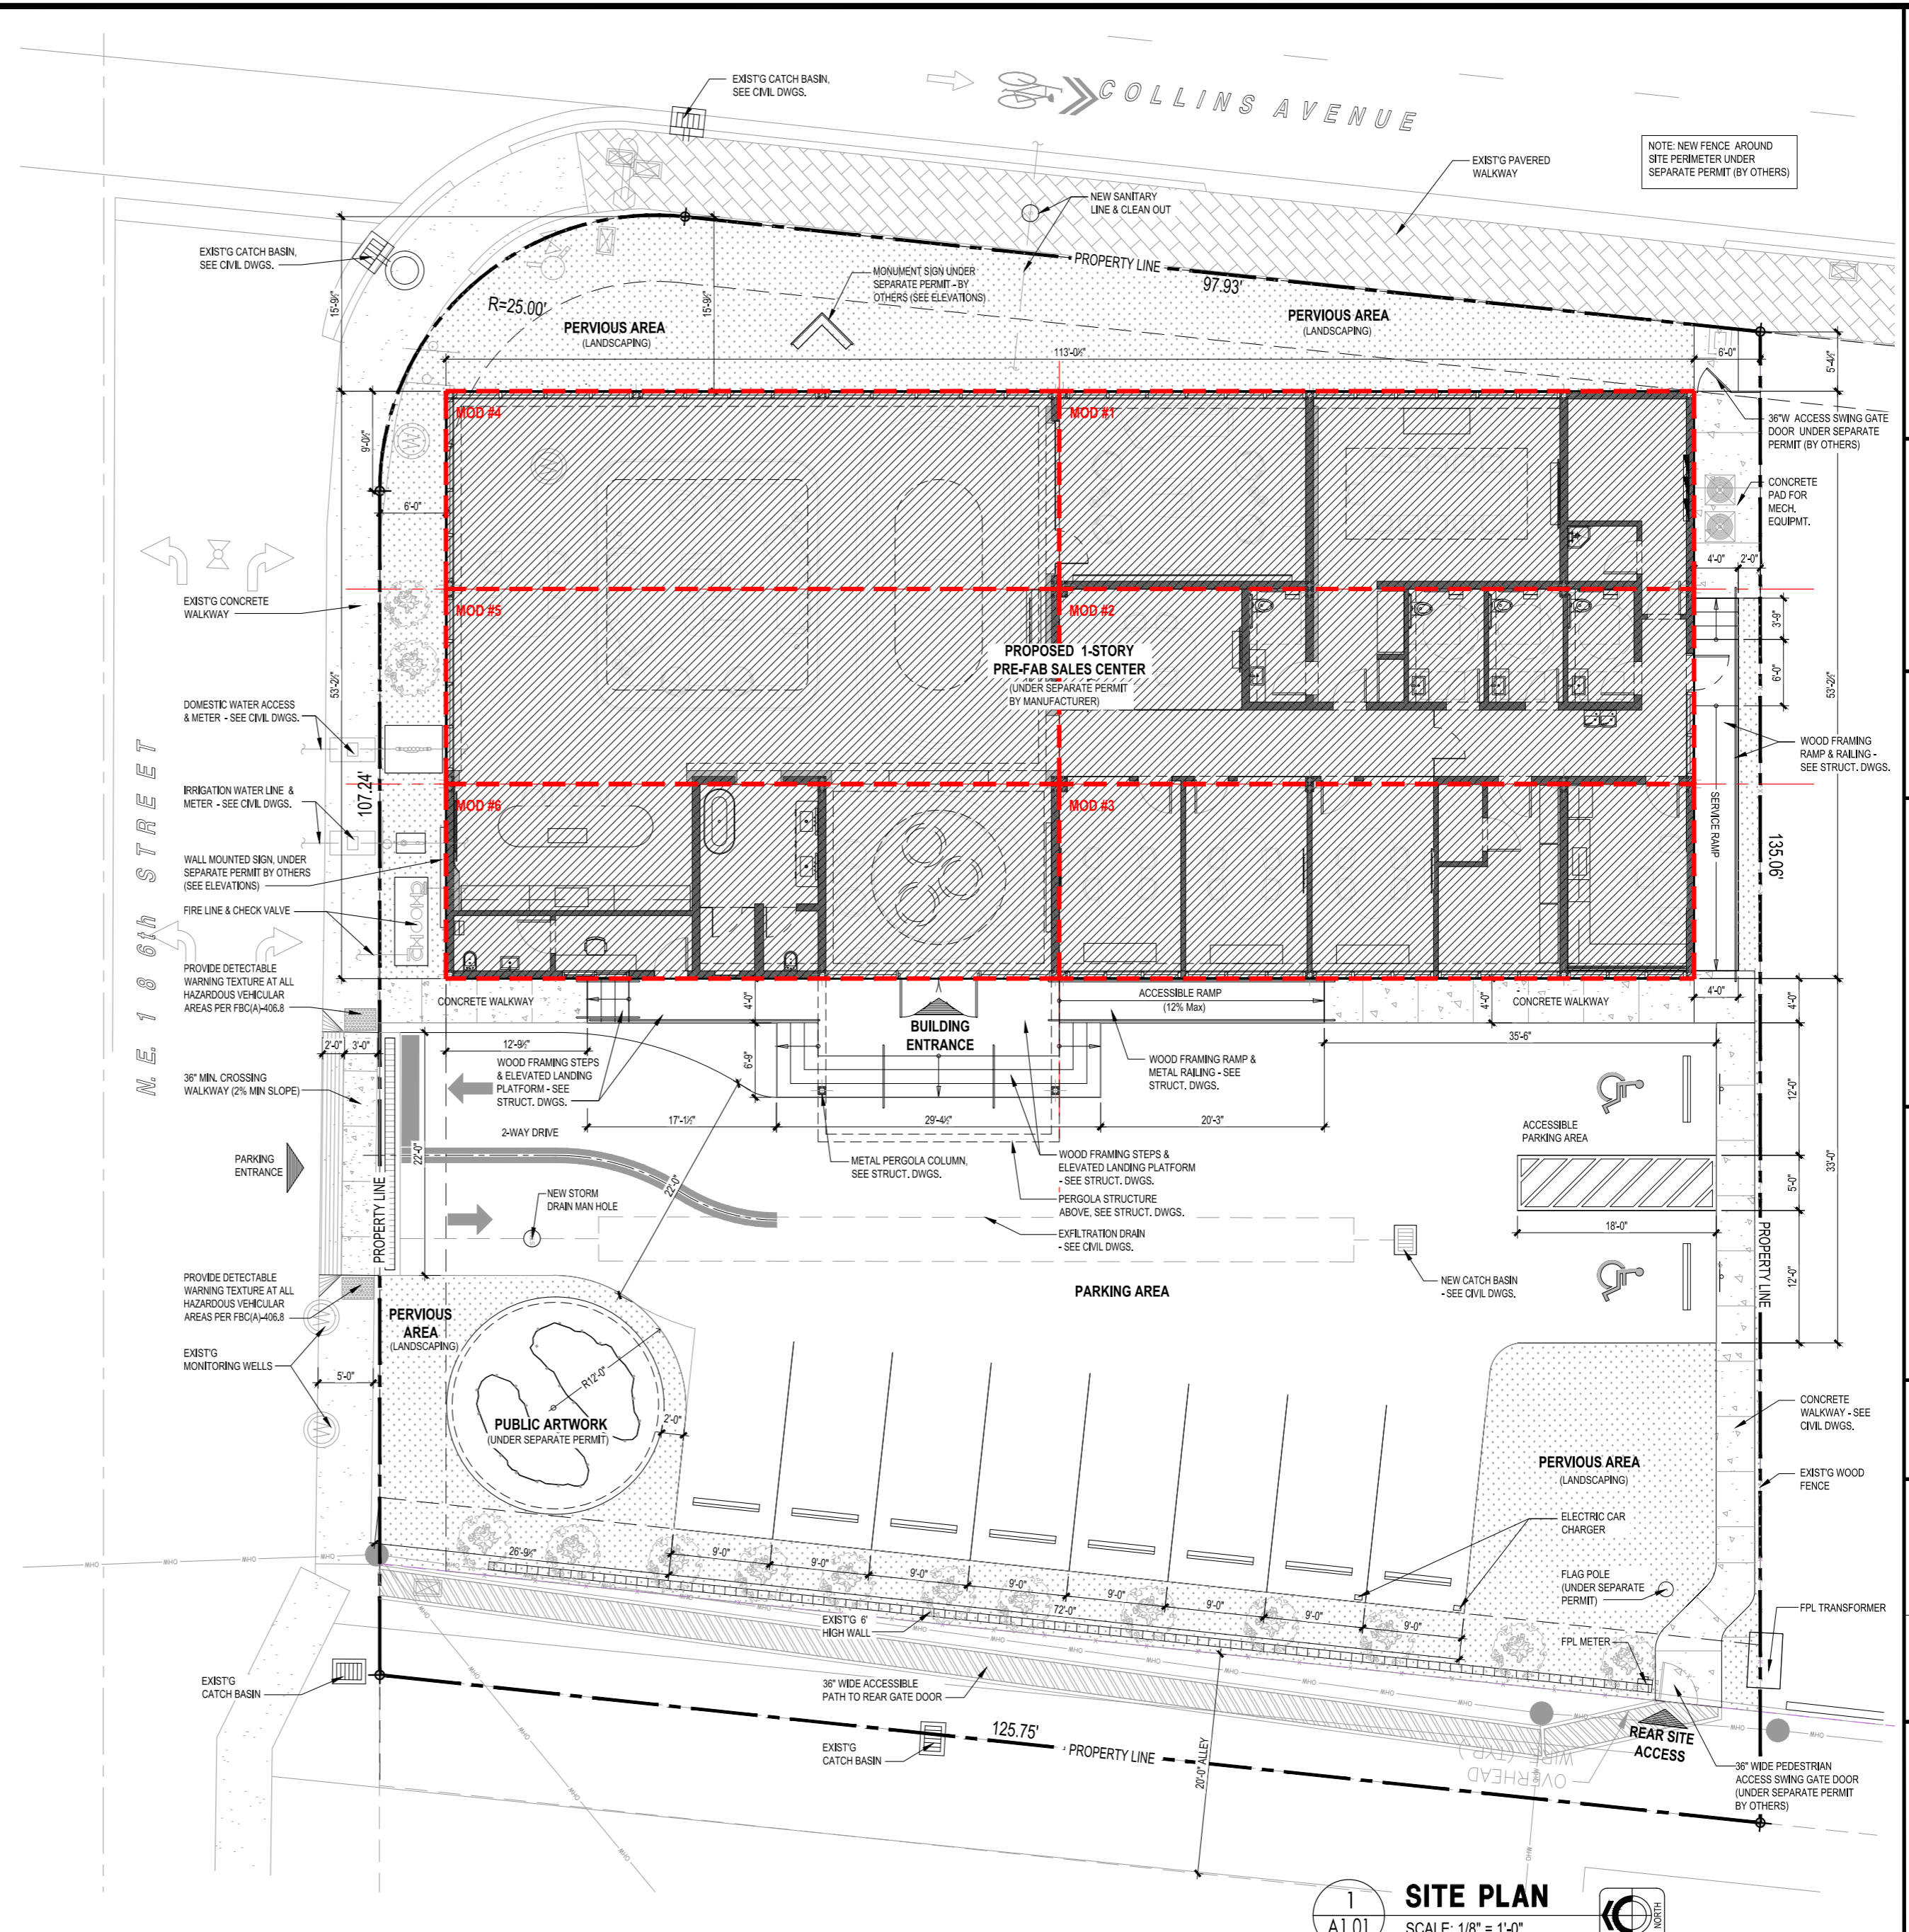 EXIST'G CATCH BASIN,
SEE CIVIL DWGS.
COLLINS AVENUE
NOTE: NEW FENCE AROUND
SITE PERIMETER UNDER
SEPARATE PERMIT (BY OTHERS)
EXIST'G PAVERED
WALKWAY
NEW SANITARY
LINE & CLEAN OUT
EXIST'G CATCH BASIN,
SEE CIVIL DWGS.
PROPERTY LINE
97.93'
MONUMENT SIGN UNDER
SEPARATE PERMIT - BY
OTHERS (SEE ELEVATIONS)
R=25.00'
15'-9½"
15'-9½"
PERVIOUS AREA
(LANDSCAPING)
PERVIOUS AREA
(LANDSCAPING)
113'-0½"
6'-0"
5'-4½"
MOD #4
MOD #1
36"W ACCESS SWING GATE
DOOR UNDER SEPARATE
PERMIT (BY OTHERS)
9'-0½"
6'-0"
CONCRETE
PAD FOR
MECH.
EQUIPMT.
4'-0"
2'-0"
EXIST'G CONCRETE
WALKWAY
MOD #5
MOD #2
3'-9"
6'-0"
53'-2½"
53'-2½"
PROPOSED 1-STORY
PRE-FAB SALES CENTER
(UNDER SEPARATE PERMIT
BY MANUFACTURER)
DOMESTIC WATER ACCESS
& METER - SEE CIVIL DWGS.
WOOD FRAMING
RAMP & RAILING -
SEE STRUCT. DWGS.
N.E. 186th STREET
107.24'
IRRIGATION WATER LINE &
METER - SEE CIVIL DWGS.
MOD #6
MOD #3
SERVICE RAMP
135.06'
WALL MOUNTED SIGN, UNDER
SEPARATE PERMIT BY OTHERS
(SEE ELEVATIONS)
FIRE LINE & CHECK VALVE
PROVIDE DETECTABLE
WARNING TEXTURE AT ALL
HAZARDOUS VEHICULAR
AREAS PER FBC(A)-406.8
CONCRETE WALKWAY
4'-0"
BUILDING
ENTRANCE
ACCESSIBLE RAMP
(12% Max)
4'-0"
CONCRETE WALKWAY
4'-0"
4'-0"
2'-0"
3'-0"
12'-9½"
6'-9"
35'-6"
WOOD FRAMING STEPS
& ELEVATED LANDING
PLATFORM - SEE
STRUCT. DWGS.
WOOD FRAMING RAMP &
METAL RAILING - SEE
STRUCT. DWGS.
36" MIN. CROSSING
WALKWAY (2% MIN SLOPE)
12'-0"
17'-1½"
29'-4½"
20'-3"
2-WAY DRIVE
ACCESSIBLE
PARKING AREA
PARKING
ENTRANCE
22'-0"
22'-0"
METAL PERGOLA COLUMN,
SEE STRUCT. DWGS.
WOOD FRAMING STEPS &
ELEVATED LANDING PLATFORM
- SEE STRUCT. DWGS.
33'-0"
5'-0"
NEW STORM
DRAIN MAN HOLE
PERGOLA STRUCTURE
ABOVE, SEE STRUCT. DWGS.
18'-0"
PROPERTY LINE
PROPERTY LINE
EXFILTRATION DRAIN
- SEE CIVIL DWGS.
PROVIDE DETECTABLE
WARNING TEXTURE AT ALL
HAZARDOUS VEHICULAR
AREAS PER FBC(A)-406.8
PARKING AREA
NEW CATCH BASIN
- SEE CIVIL DWGS.
12'-0"
PERVIOUS
AREA
(LANDSCAPING)
EXIST'G
MONITORING WELLS
5'-0"
R12'-0"
2'-0"
PUBLIC ARTWORK
(UNDER SEPARATE PERMIT)
CONCRETE
WALKWAY - SEE
CIVIL DWGS.
PERVIOUS AREA
(LANDSCAPING)
EXIST'G WOOD
FENCE
ELECTRIC CAR
CHARGER
26'-9½"
9'-0"
9'-0"
9'-0"
9'-0"
9'-0"
9'-0"
9'-0"
9'-0"
72'-0"
FLAG POLE
(UNDER SEPARATE
PERMIT)
FPL TRANSFORMER
EXIST'G 6'
HIGH WALL
FPL METER
EXIST'G
CATCH BASIN
36" WIDE ACCESSIBLE
PATH TO REAR GATE DOOR
125.75'
PROPERTY LINE
EXIST'G
CATCH BASIN
20'-0" ALLEY
OVERHEAD
WIRE (TYP.)
REAR SITE
ACCESS
36" WIDE PEDESTRIAN
ACCESS SWING GATE DOOR
(UNDER SEPARATE PERMIT
BY OTHERS)
OHW
1
A1.01
SITE PLAN
SCALE: 1/8" = 1'-0"
NORTH